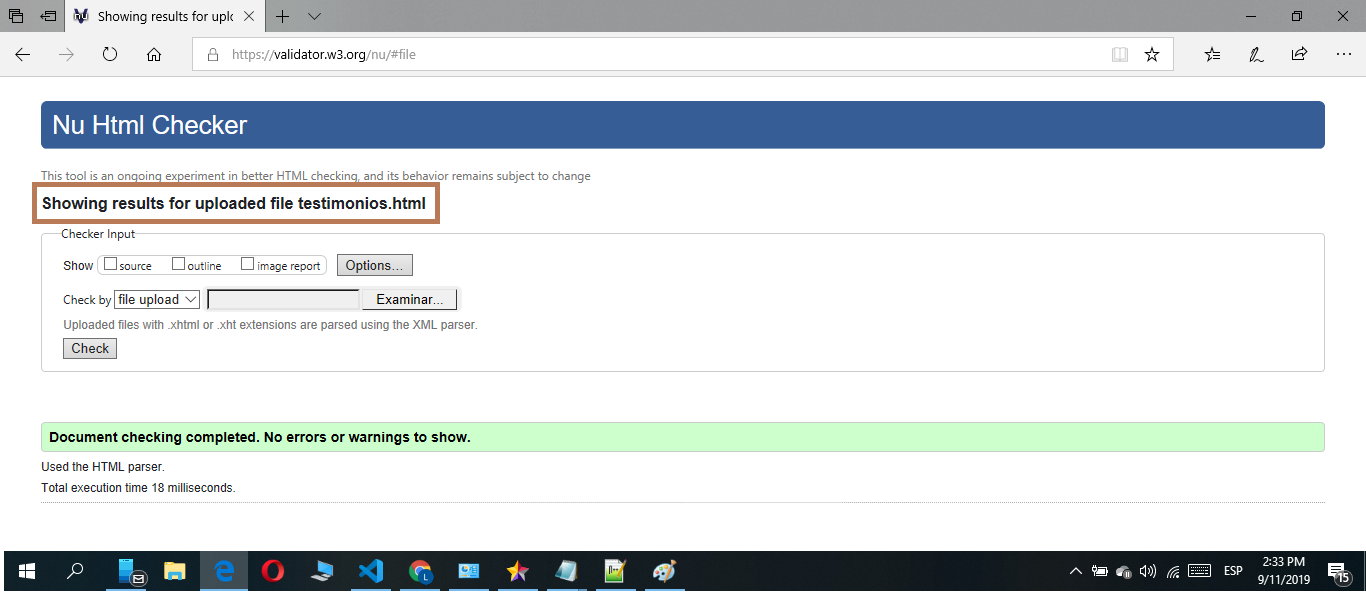 Showing results for uplo
https://validator.w3.org/nu/#file
Nu Html Checker
This tool is an ongoing experiment in better HTML checking, and its behavior remains subject to change
Showing results for uploaded file testimonios.html
Checker Input
Show source outline image report Options...
Check by file upload Examinar...
Uploaded files with .xhtml or .xht extensions are parsed using the XML parser.
Check
Document checking completed. No errors or warnings to show.
Used the HTML parser.
Total execution time 18 milliseconds.
L
ESP
2:33 PM
9/11/2019
15